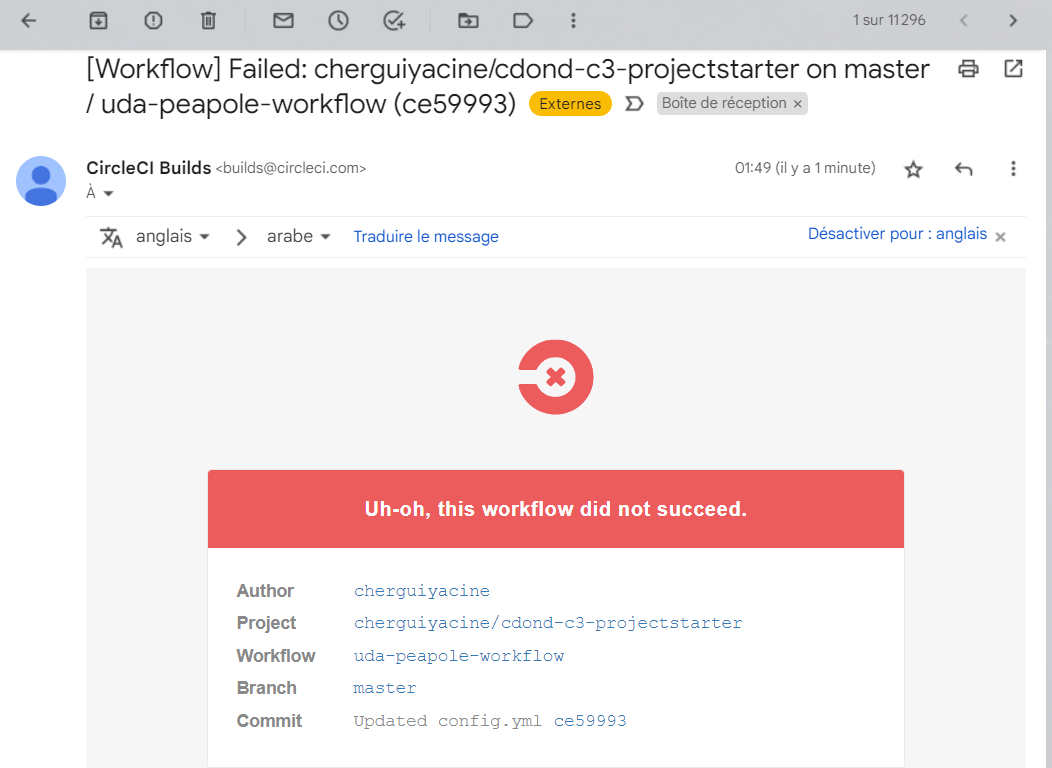 1 sur 11 296
[Workflow] Failed: cherguiyacine/cdond-c3-projectstarter on master
/ uda-peapole-workflow (ce59993) Externes Boîte de réception ×
CircleCI Builds <builds@circleci.com> 01:49 (il y a 1 minute)
À
anglais > arabe Traduire le message Désactiver pour : anglais ×
Uh-oh, this workflow did not succeed.
Author cherguiyacine
Project cherguiyacine/cdond-c3-projectstarter
Workflow uda-peapole-workflow
Branch master
Commit Updated config.yml ce59993